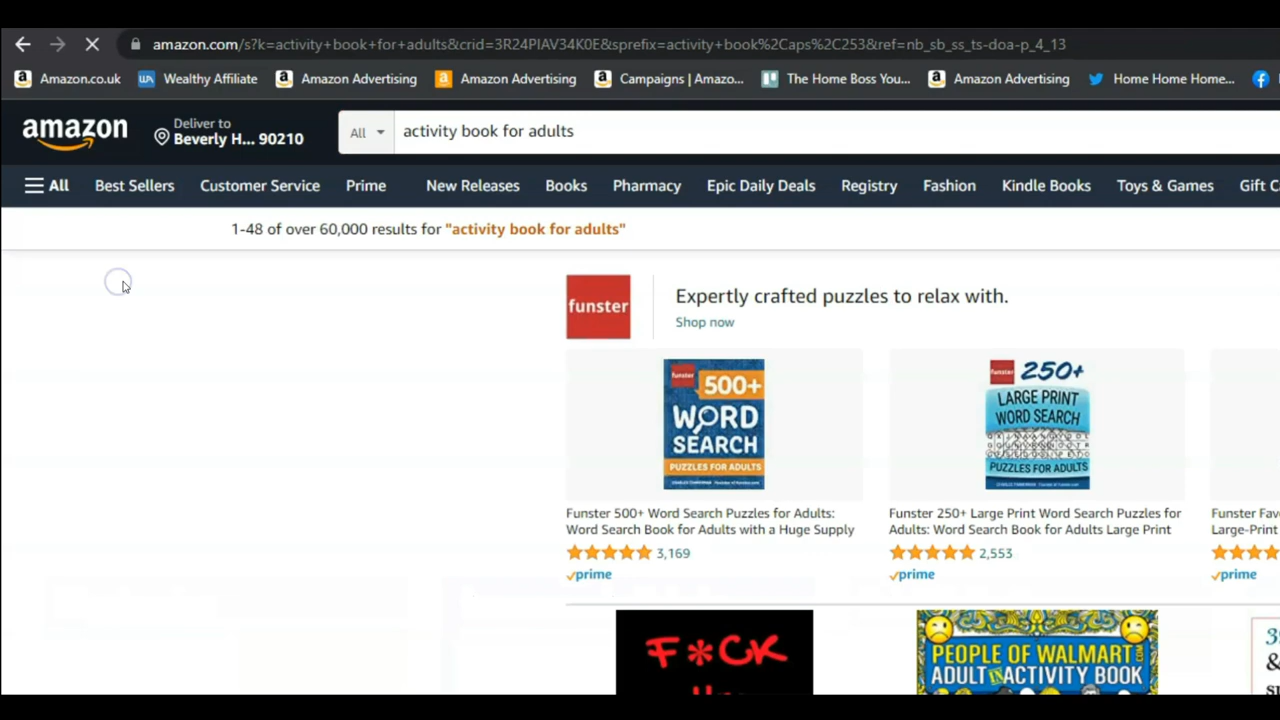 amazon.com/s?k=activity+book+for+adults&crid=3R24PIAV34K0E&sprefix=activity+book%2Caps%2C253&ref=nb_sb_ss_ts-doa-p_4_13
Amazon.co.uk Wealthy Affiliate Amazon Advertising Amazon Advertising Campaigns | Amazo... The Home Boss You... Amazon Advertising Home Home Home...
amazon
Deliver to
Beverly H... 90210
All
activity book for adults
All Best Sellers Customer Service Prime New Releases Books Pharmacy Epic Daily Deals Registry Fashion Kindle Books Toys & Games Gift C
1-48 of over 60,000 results for "activity book for adults"
funster
Expertly crafted puzzles to relax with.
Shop now
funster
500+
WORD
SEARCH
PUZZLES FOR ADULTS
funster
250+
LARGE PRINT
WORD SEARCH
PUZZLES FOR ADULTS
Funster 500+ Word Search Puzzles for Adults:
Word Search Book for Adults with a Huge Supply
3,169
prime
Funster 250+ Large Print Word Search Puzzles for
Adults: Word Search Book for Adults Large Print
2,553
prime
Funster Fav
Large-Print
prime
F*CK
PEOPLE OF WALMART
.COM
ADULT IN ACTIVITY BOOK
&